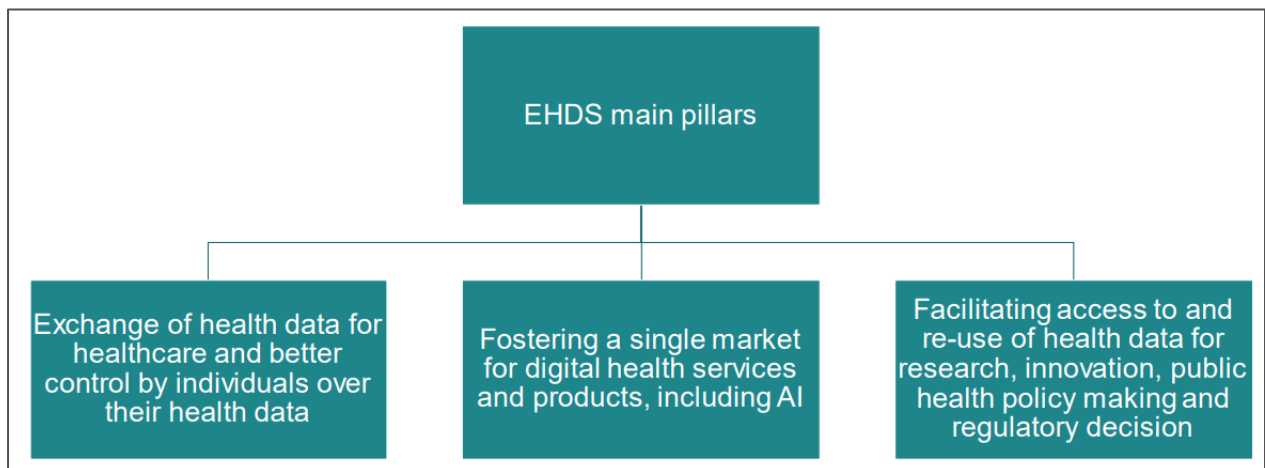 EHDS main pillars
Exchange of health data for
healthcare and better
control by individuals over
their health data
Fostering a single market
for digital health services
and products, including AI
Facilitating access to and
re-use of health data for
research, innovation, public
health policy making and
regulatory decision